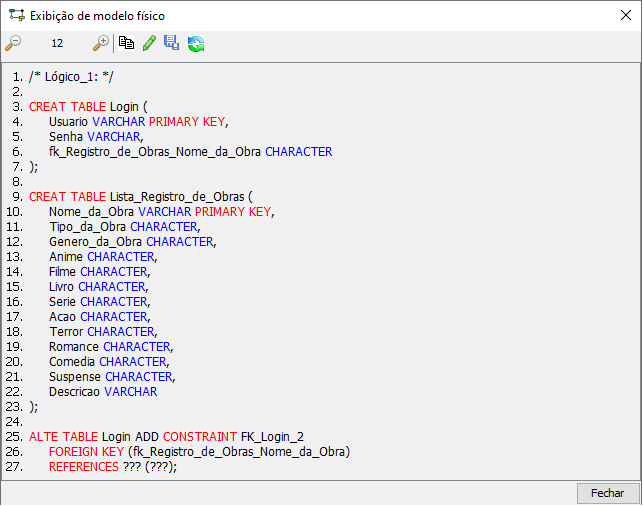 Exibição de modelo físico
12
1. /* Lógico_1: */
2.
3. CREAT TABLE Login (
4. Usuario VARCHAR PRIMARY KEY,
5. Senha VARCHAR,
6. fk_Registro_de_Obras_Nome_da_Obra CHARACTER
7. );
8.
9. CREAT TABLE Lista_Registro_de_Obras (
10. Nome_da_Obra VARCHAR PRIMARY KEY,
11. Tipo_da_Obra CHARACTER,
12. Genero_da_Obra CHARACTER,
13. Anime CHARACTER,
14. Filme CHARACTER,
15. Livro CHARACTER,
16. Serie CHARACTER,
17. Acao CHARACTER,
18. Terror CHARACTER,
19. Romance CHARACTER,
20. Comedia CHARACTER,
21. Suspense CHARACTER,
22. Descricao VARCHAR
23. );
24.
25. ALTE TABLE Login ADD CONSTRAINT FK_Login_2
26. FOREIGN KEY (fk_Registro_de_Obras_Nome_da_Obra)
27. REFERENCES ??? (???);
Fechar